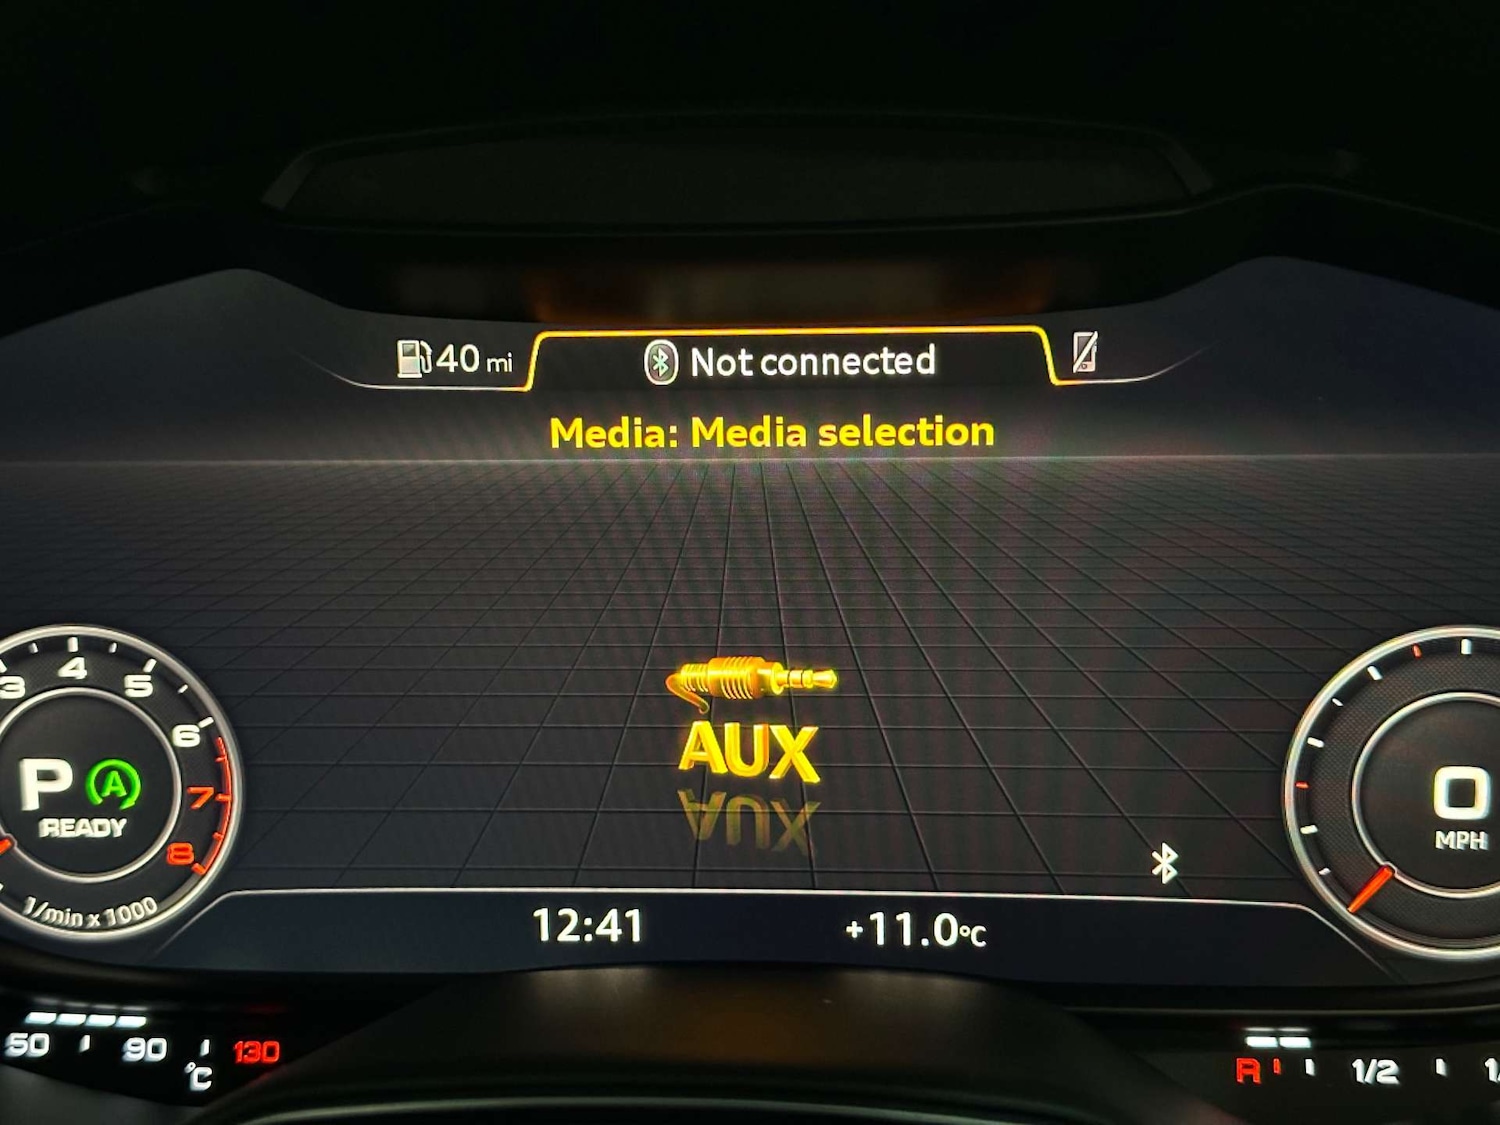 40 mi
Not connected
Media: Media selection
3 4 5 6 7 8
P A
READY
1/min x 1000
AUX
0
MPH
12:41
+11.0°C
50 90 130
°C
R 1/2